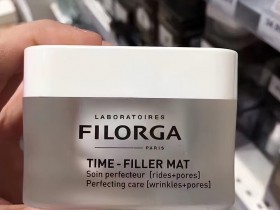 LABORATOIRES
FILORGA
PARIS
TIME-FILLER MAT
Soin perfecteur [rides+pores]
Perfecting care [wrinkles+pores]